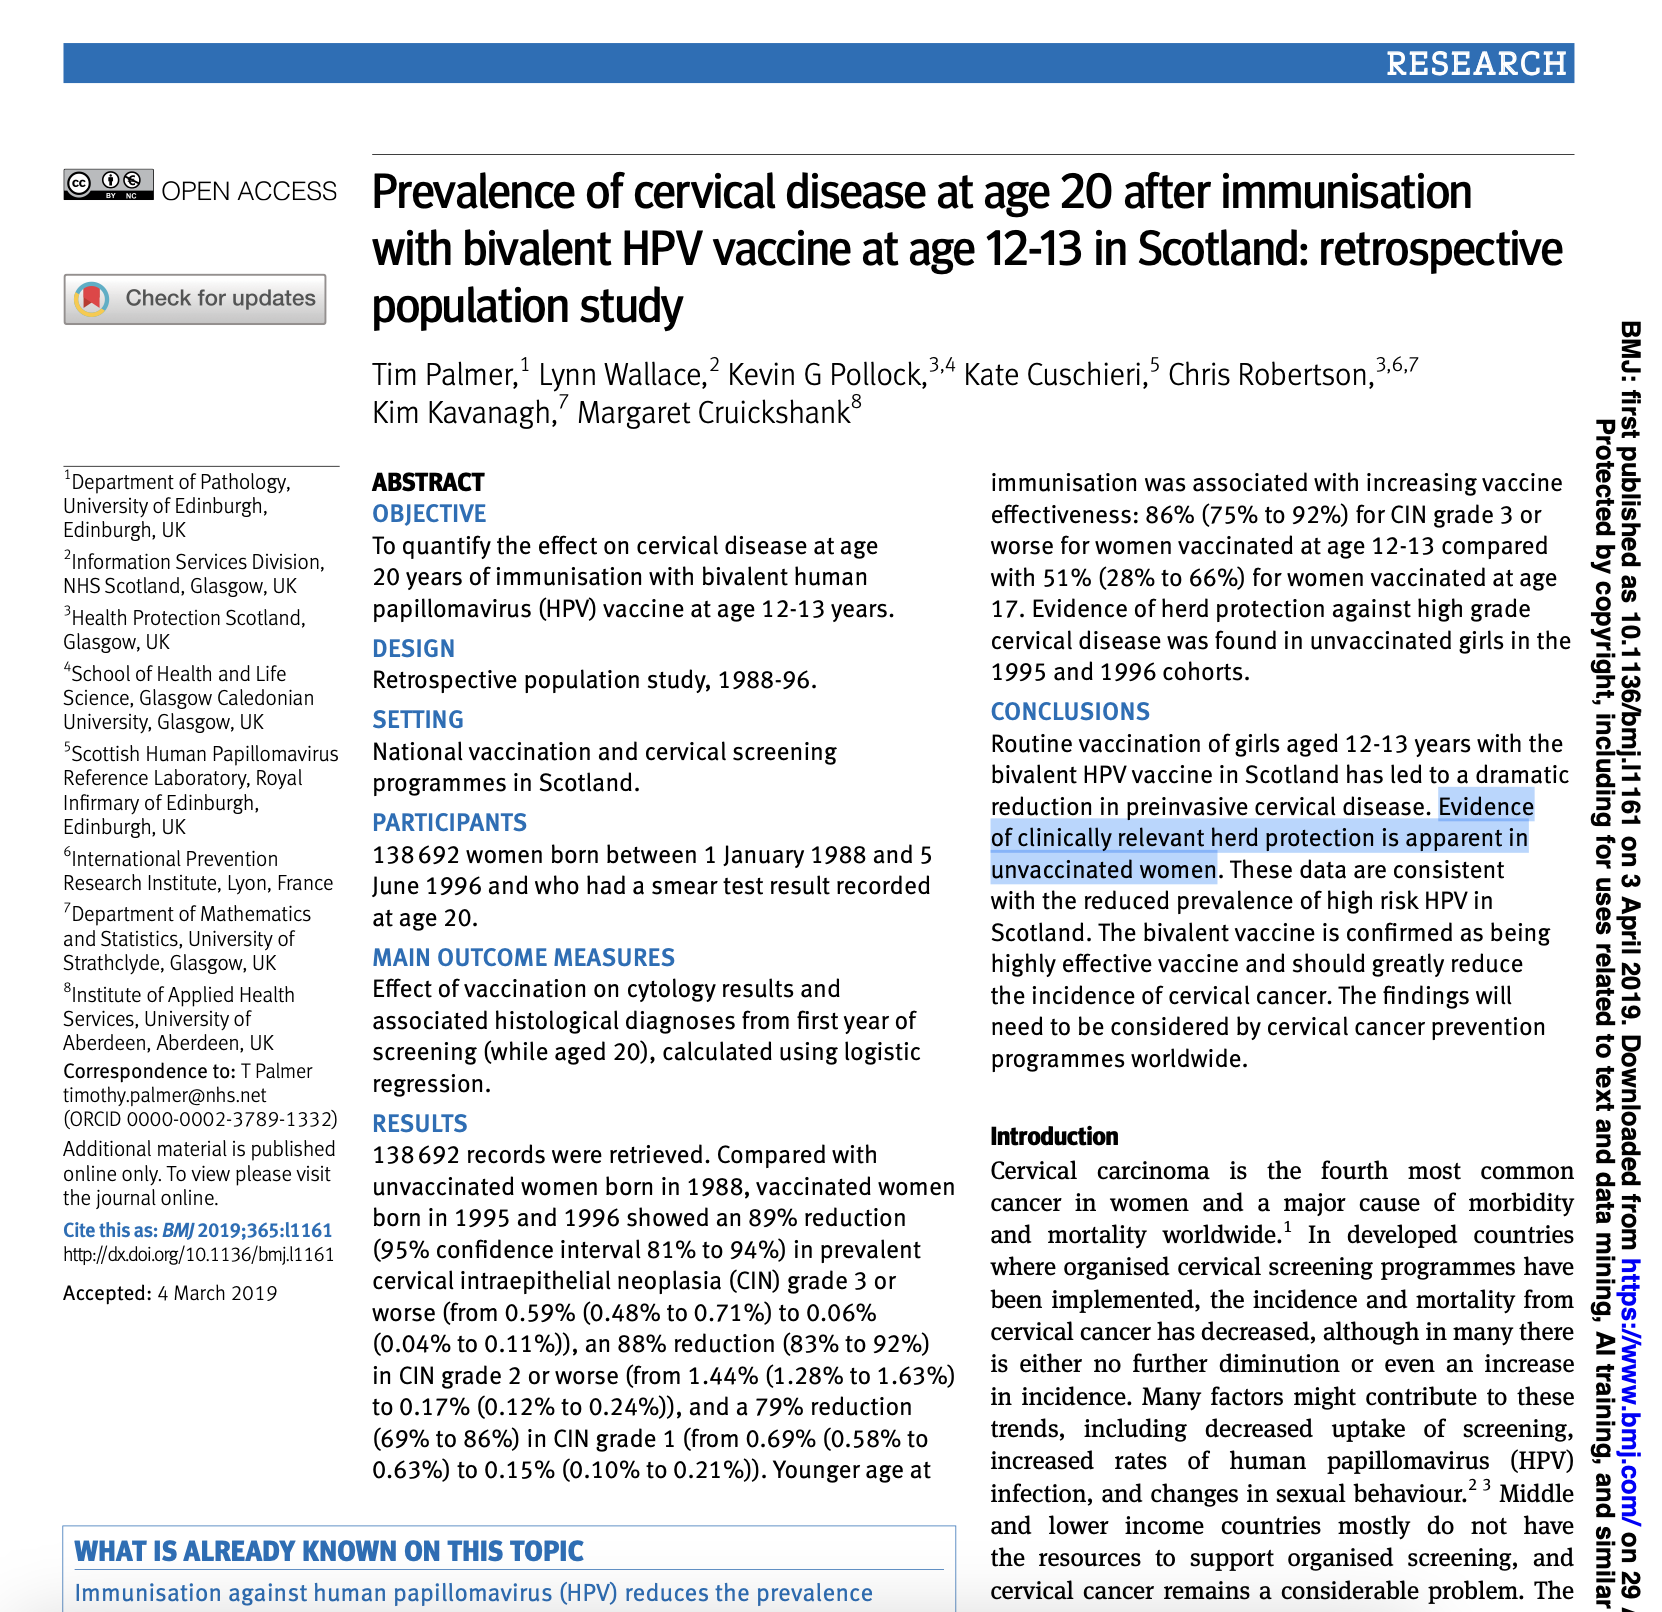 RESEARCH
OPEN ACCESS
CC BY NC
Check for updates
Prevalence of cervical disease at age 20 after immunisation
with bivalent HPV vaccine at age 12-13 in Scotland: retrospective
population study
Tim Palmer,1 Lynn Wallace,2 Kevin G Pollock,3,4 Kate Cuschieri,5 Chris Robertson,3,6,7
Kim Kavanagh,7 Margaret Cruickshank8
1Department of Pathology,
University of Edinburgh,
Edinburgh, UK
2Information Services Division,
NHS Scotland, Glasgow, UK
3Health Protection Scotland,
Glasgow, UK
4School of Health and Life
Science, Glasgow Caledonian
University, Glasgow, UK
5Scottish Human Papillomavirus
Reference Laboratory, Royal
Infirmary of Edinburgh,
Edinburgh, UK
6International Prevention
Research Institute, Lyon, France
7Department of Mathematics
and Statistics, University of
Strathclyde, Glasgow, UK
8Institute of Applied Health
Services, University of
Aberdeen, Aberdeen, UK
Correspondence to: T Palmer
timothy.palmer@nhs.net
(ORCID 0000-0002-3789-1332)
Additional material is published
online only. To view please visit
the journal online.
Cite this as: BMJ 2019;365:l1161
http://dx.doi.org/10.1136/bmj.l1161
Accepted: 4 March 2019
ABSTRACT
OBJECTIVE
To quantify the effect on cervical disease at age
20 years of immunisation with bivalent human
papillomavirus (HPV) vaccine at age 12-13 years.
DESIGN
Retrospective population study, 1988-96.
SETTING
National vaccination and cervical screening
programmes in Scotland.
PARTICIPANTS
138 692 women born between 1 January 1988 and 5
June 1996 and who had a smear test result recorded
at age 20.
MAIN OUTCOME MEASURES
Effect of vaccination on cytology results and
associated histological diagnoses from first year of
screening (while aged 20), calculated using logistic
regression.
RESULTS
138 692 records were retrieved. Compared with
unvaccinated women born in 1988, vaccinated women
born in 1995 and 1996 showed an 89% reduction
(95% confidence interval 81% to 94%) in prevalent
cervical intraepithelial neoplasia (CIN) grade 3 or
worse (from 0.59% (0.48% to 0.71%) to 0.06%
(0.04% to 0.11%)), an 88% reduction (83% to 92%)
in CIN grade 2 or worse (from 1.44% (1.28% to 1.63%)
to 0.17% (0.12% to 0.24%)), and a 79% reduction
(69% to 86%) in CIN grade 1 (from 0.69% (0.58% to
0.63%) to 0.15% (0.10% to 0.21%)). Younger age at
immunisation was associated with increasing vaccine
effectiveness: 86% (75% to 92%) for CIN grade 3 or
worse for women vaccinated at age 12-13 compared
with 51% (28% to 66%) for women vaccinated at age
17. Evidence of herd protection against high grade
cervical disease was found in unvaccinated girls in the
1995 and 1996 cohorts.
CONCLUSIONS
Routine vaccination of girls aged 12-13 years with the
bivalent HPV vaccine in Scotland has led to a dramatic
reduction in preinvasive cervical disease. Evidence
of clinically relevant herd protection is apparent in
unvaccinated women. These data are consistent
with the reduced prevalence of high risk HPV in
Scotland. The bivalent vaccine is confirmed as being
highly effective vaccine and should greatly reduce
the incidence of cervical cancer. The findings will
need to be considered by cervical cancer prevention
programmes worldwide.
Introduction
Cervical carcinoma is the fourth most common
cancer in women and a major cause of morbidity
and mortality worldwide.1 In developed countries
where organised cervical screening programmes have
been implemented, the incidence and mortality from
cervical cancer has decreased, although in many there
is either no further diminution or even an increase
in incidence. Many factors might contribute to these
trends, including decreased uptake of screening,
increased rates of human papillomavirus (HPV)
infection, and changes in sexual behaviour.2 3 Middle
and lower income countries mostly do not have
the resources to support organised screening, and
cervical cancer remains a considerable problem. The
WHAT IS ALREADY KNOWN ON THIS TOPIC
Immunisation against human papillomavirus (HPV) reduces the prevalence
BMJ: first published as 10.1136/bmj.l1161 on 3 April 2019. Downloaded from https://www.bmj.com/ on 29
Protected by copyright, including for uses related to text and data mining, AI training, and similar